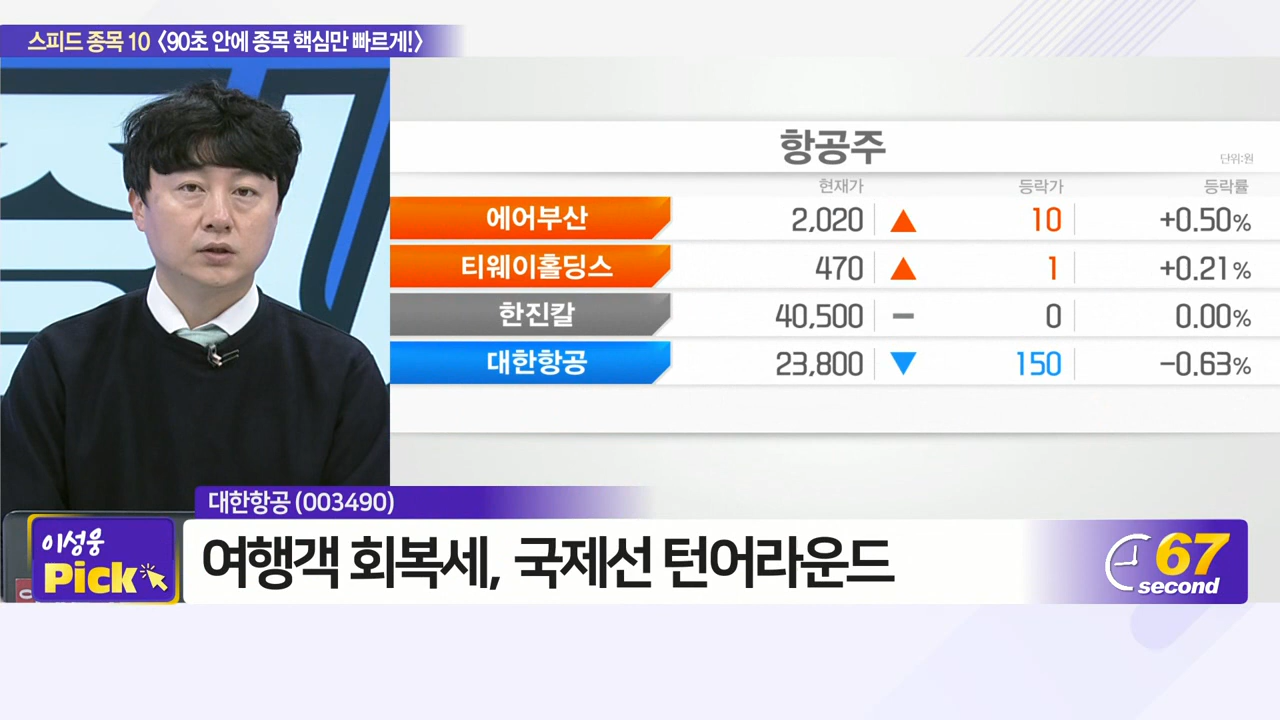 스피드 종목 10 <90초 안에 종목 핵심만 빠르게!>
항공주
단위:원
현재가 등락가 등락률
에어부산 2,020 ▲ 10 +0.50%
티웨이홀딩스 470 ▲ 1 +0.21%
한진칼 40,500 − 0 0.00%
대한항공 23,800 ▼ 150 −0.63%
대한항공 (003490)
이성웅
Pick
여행객 회복세, 국제선 턴어라운드
67
second